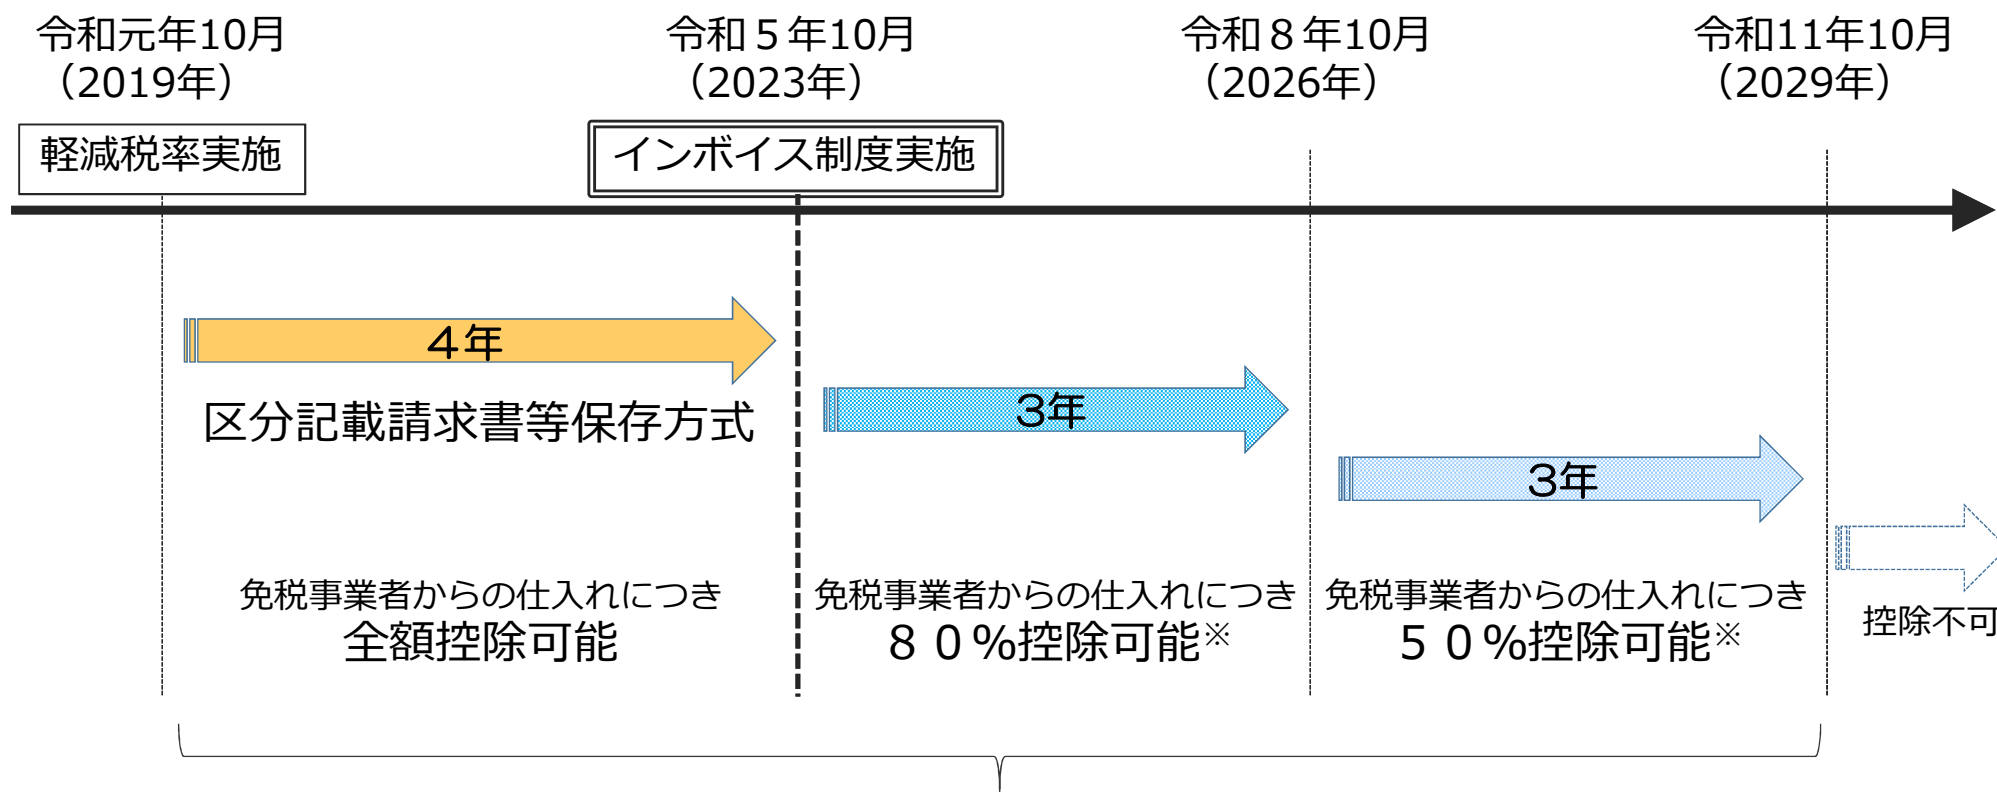 令和元年10月
（2019年）
令和５年10月
（2023年）
令和８年10月
（2026年）
令和11年10月
（2029年）
軽減税率実施
インボイス制度実施
４年
区分記載請求書等保存方式
３年
３年
免税事業者からの仕入れにつき
全額控除可能
免税事業者からの仕入れにつき
８０%控除可能※
免税事業者からの仕入れにつき
５０%控除可能※
控除不可